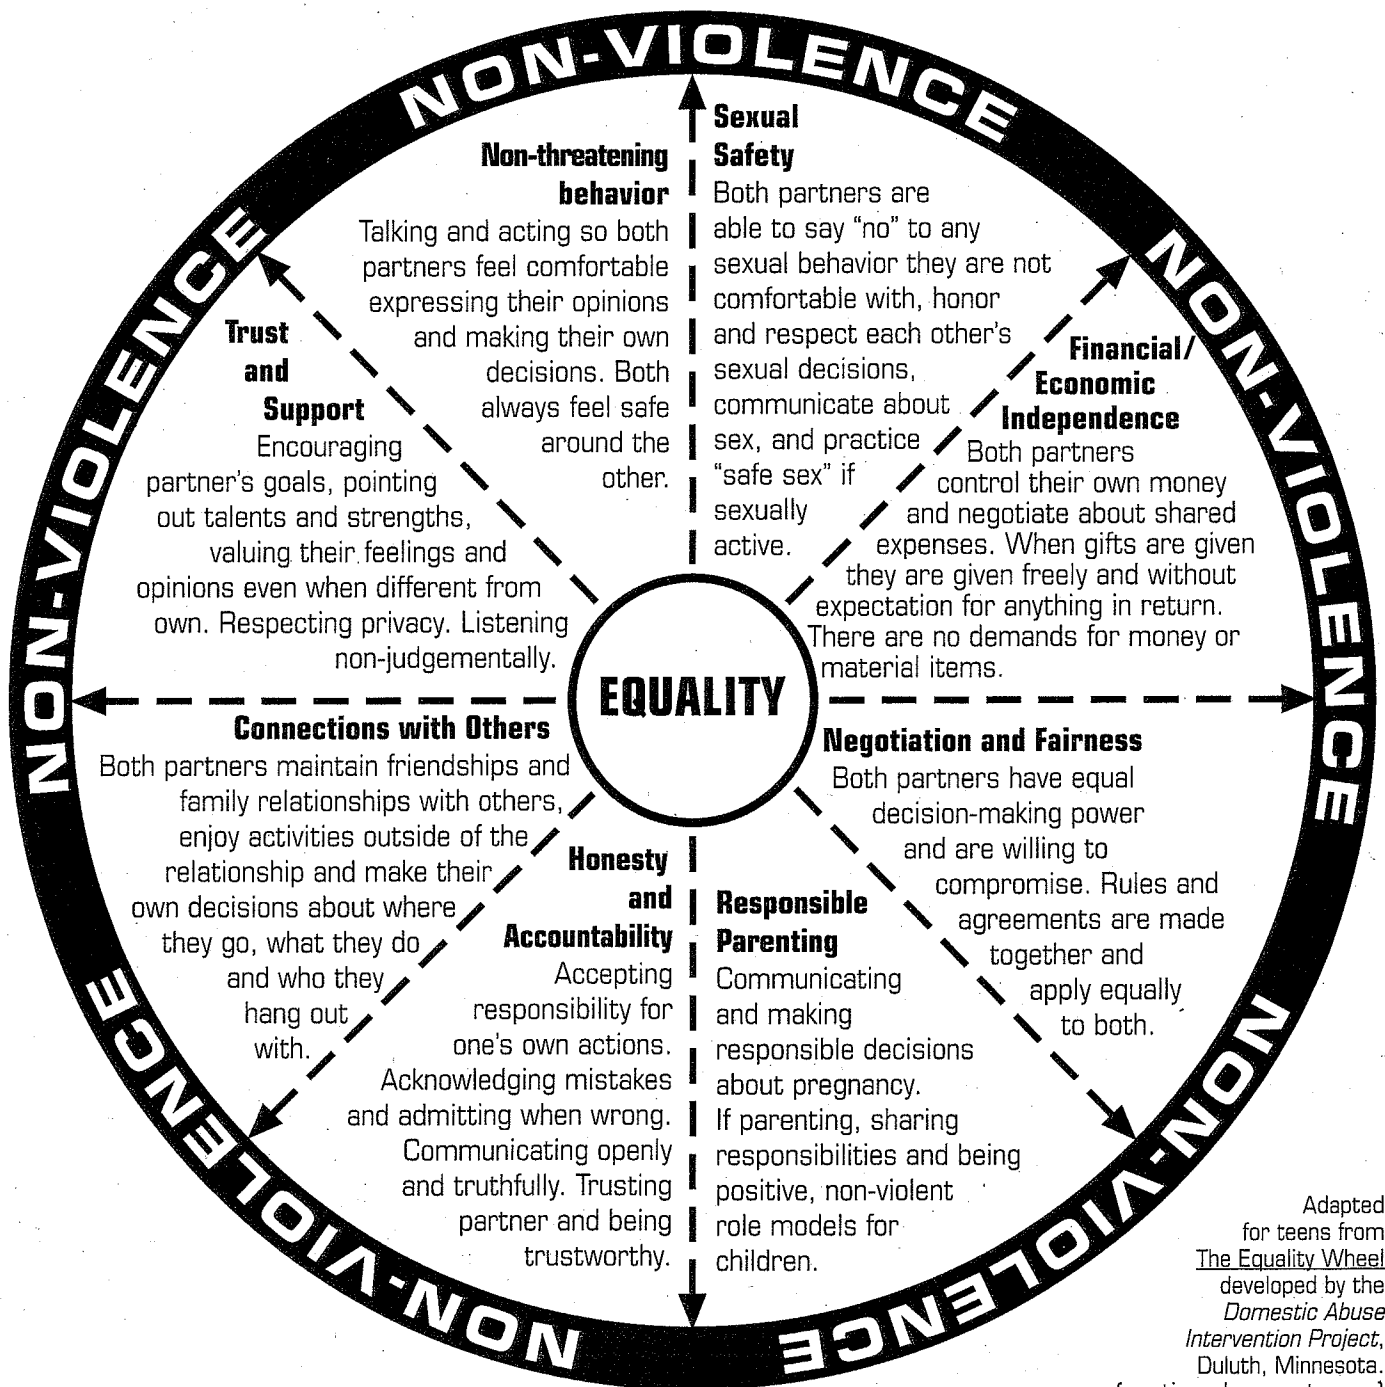 NON-VIOLENCE
NON-VIOLENCE
NON-VIOLENCE
NON-VIOLENCE
NON-VIOLENCE
NON-VIOLENCE
Sexual
Safety
Both partners are
able to say “no” to any
sexual behavior they are not
comfortable with, honor
and respect each other's
sexual decisions,
communicate about
sex, and practice
“safe sex” if
sexually
active.
Financial/
Economic
Independence
Both partners
control their own money
and negotiate about shared
expenses. When gifts are given
they are given freely and without
expectation for anything in return.
There are no demands for money or
material items.
Negotiation and Fairness
Both partners have equal
decision-making power
and are willing to
compromise. Rules and
agreements are made
together and
apply equally
to both.
Responsible
Parenting
Communicating
and making
responsible decisions
about pregnancy.
If parenting, sharing
responsibilities and being
positive, non-violent
role models for
children.
Honesty
and
Accountability
Accepting
responsibility for
one's own actions.
Acknowledging mistakes
and admitting when wrong.
Communicating openly
and truthfully. Trusting
partner and being
trustworthy.
Connections with Others
Both partners maintain friendships and
family relationships with others,
enjoy activities outside of the
relationship and make their
own decisions about where
they go, what they do
and who they
hang out
with.
Trust
and
Support
Encouraging
partner's goals, pointing
out talents and strengths,
valuing their feelings and
opinions even when different from
own. Respecting privacy. Listening
non-judgementally.
Non-threatening
behavior
Talking and acting so both
partners feel comfortable
expressing their opinions
and making their own
decisions. Both
always feel safe
around the
other.
EQUALITY
Adapted
for teens from
The Equality Wheel
developed by the
Domestic Abuse
Intervention Project,
Duluth, Minnesota.